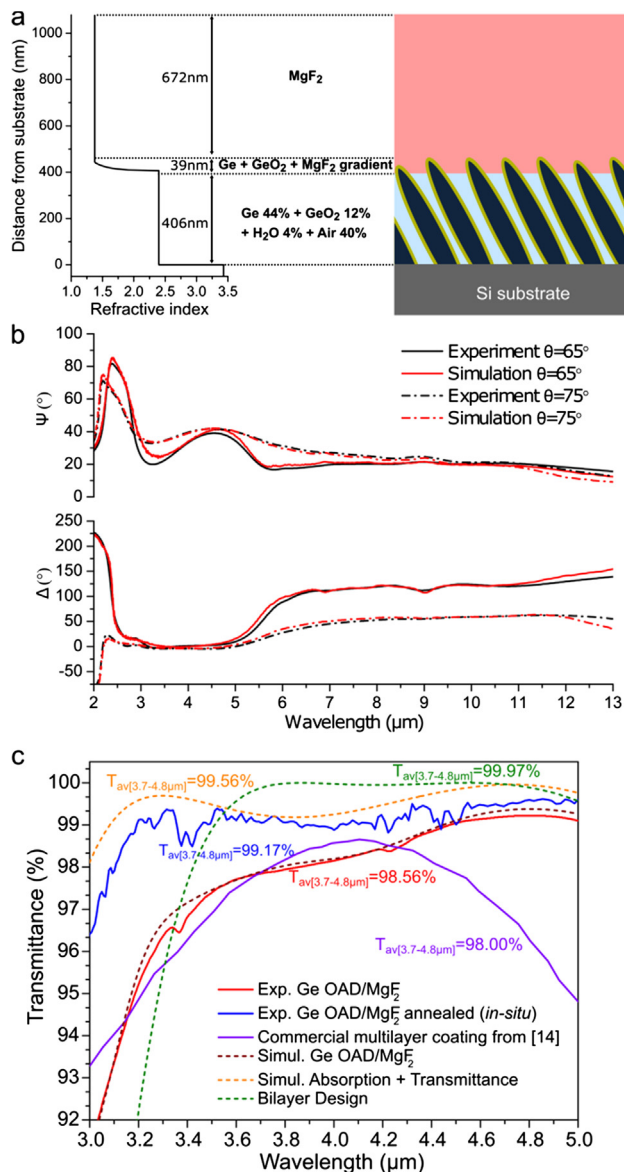 a
Distance from substrate (nm)
1000
800
600
400
200
0
1.0 1.5 2.0 2.5 3.0 3.5
Refractive index
672nm
MgF2
39nm
Ge + GeO2 + MgF2 gradient
406nm
Ge 44% + GeO2 12%
+ H2O 4% + Air 40%
Si substrate
b
Ψ (°)
100
80
60
40
20
0
Experiment θ=65°
Simulation θ=65°
Experiment θ=75°
Simulation θ=75°
Δ (°)
250
200
150
100
50
0
-50
2 3 4 5 6 7 8 9 10 11 12 13
Wavelength (μm)
c
Transmittance (%)
100
99
98
97
96
95
94
93
92
Tav[3.7-4.8μm]=99.56%
Tav[3.7-4.8μm]=99.97%
Tav[3.7-4.8μm]=99.17%
Tav[3.7-4.8μm]=98.56%
Tav[3.7-4.8μm]=98.00%
Exp. Ge OAD/MgF2
Exp. Ge OAD/MgF2 annealed (in-situ)
Commercial multilayer coating from [14]
Simul. Ge OAD/MgF2
Simul. Absorption + Transmittance
Bilayer Design
3.0 3.2 3.4 3.6 3.8 4.0 4.2 4.4 4.6 4.8 5.0
Wavelength (μm)